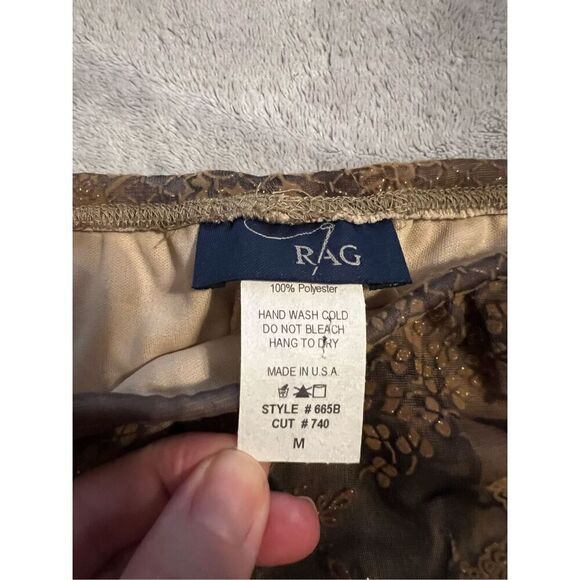 RAG
100% Polyester
HAND WASH COLD
DO NOT BLEACH
HANG TO DRY
MADE IN U.S.A.
STYLE # 665B
CUT # 740
M